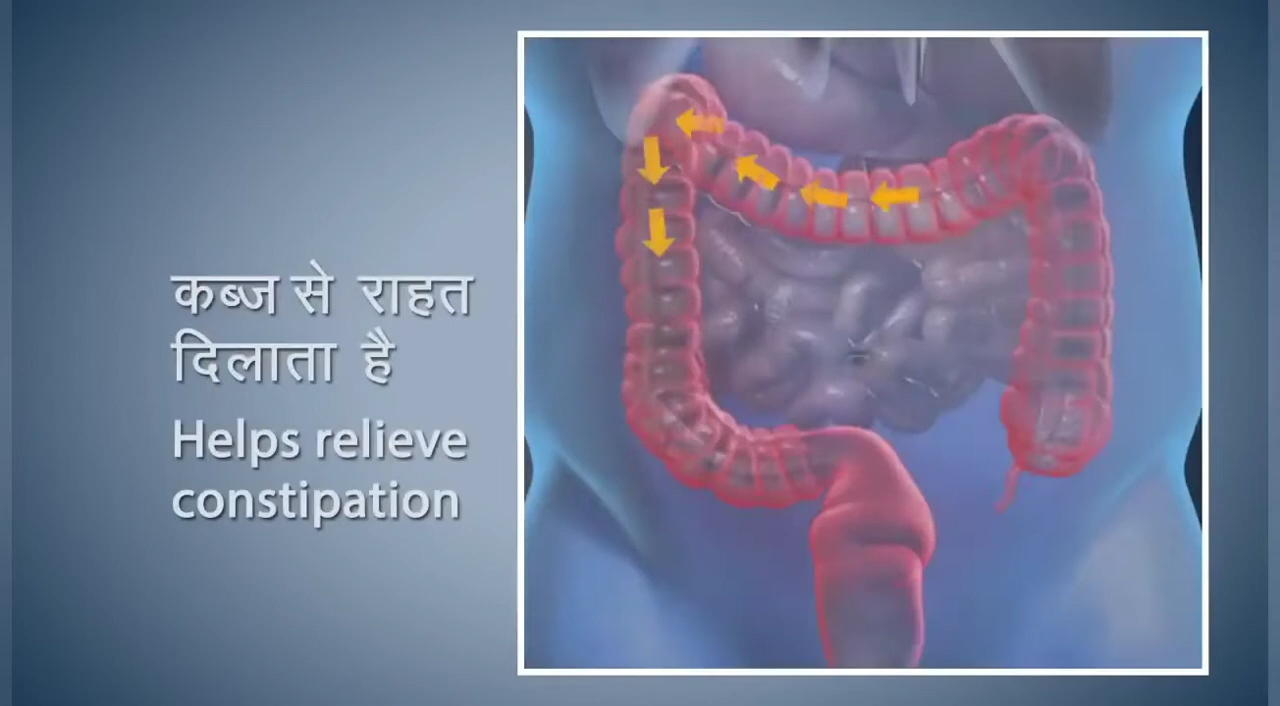 कब्ज से राहत
दिलाता है
Helps relieve
constipation